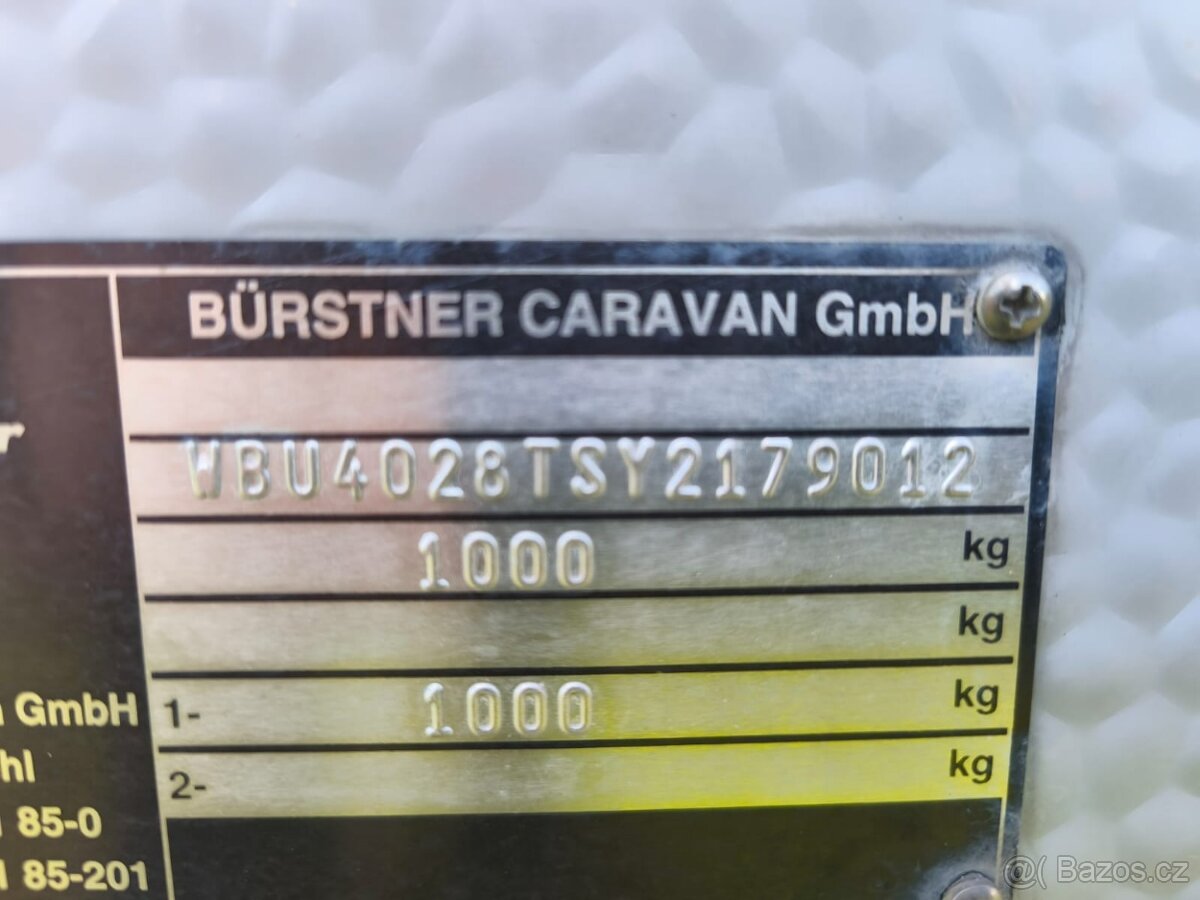 BÜRSTNER CARAVAN GmbH
WBU4028TSY2179012
1000 kg
kg
1- 1000 kg
2- kg
GmbH
hl
85-0
85-201
@( Bazos.cz